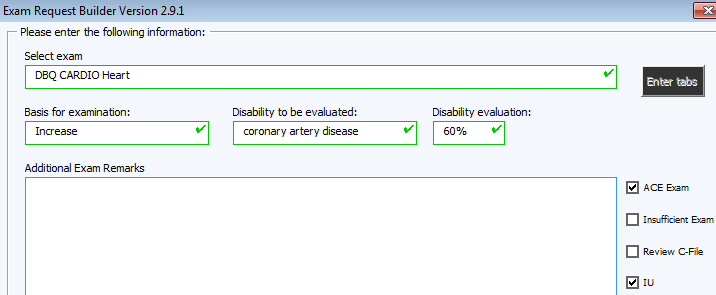 Exam Request Builder Version 2.9.1
Please enter the following information:
Select exam
DBQ CARDIO Heart
Enter tabs
Basis for examination: Disability to be evaluated: Disability evaluation:
Increase coronary artery disease 60%
Additional Exam Remarks
ACE Exam
Insufficient Exam
Review C-File
IU